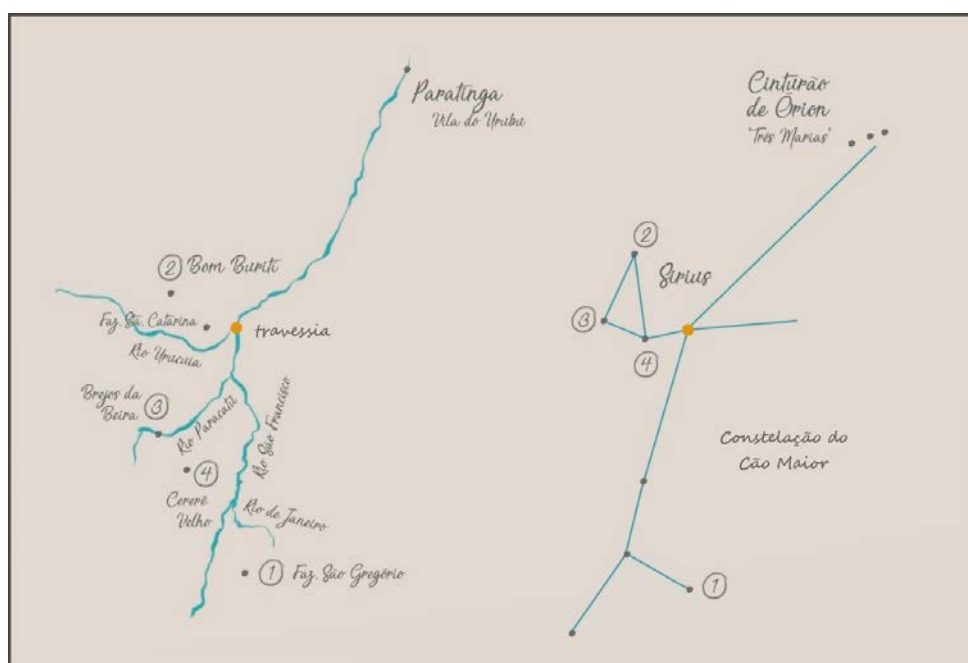 Paratinga
Vila do Urubu
② Bom Buriti
Faz. Sta. Catarina
travessia
Rio Urucuia
Brejos da
Beira
③
Rio Paracatu
Rio São Francisco
④
Cererê
Velho
Rio de Janeiro
① Faz. São Gregório
Cinturão
de Órion
'Três Marias'
②
Sirius
③
④
Constelação do
Cão Maior
①